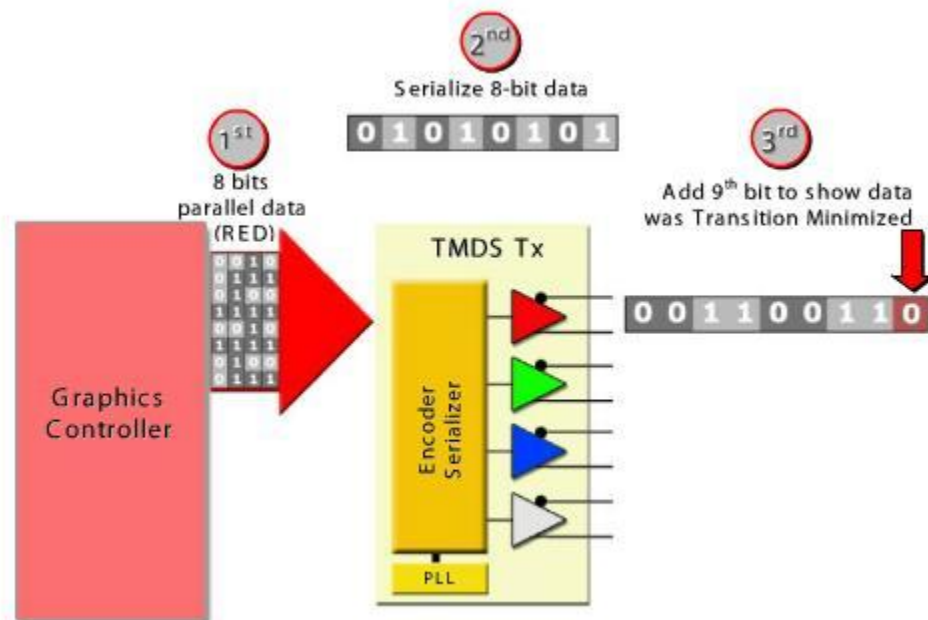 2nd
Serialize 8-bit data
0 1 0 1 0 1 0 1
1st
8 bits
parallel data
(RED)
3rd
Add 9th bit to show data
was Transition Minimized
Graphics
Controller
0 0 1 0
0 1 1 1
0 1 0 0
1 1 1 1
0 1 0 0
1 1 1 1
0 1 0 0
0 1 1 1
TMDS Tx
Encoder
Serializer
PLL
0 0 1 1 0 0 1 1 0